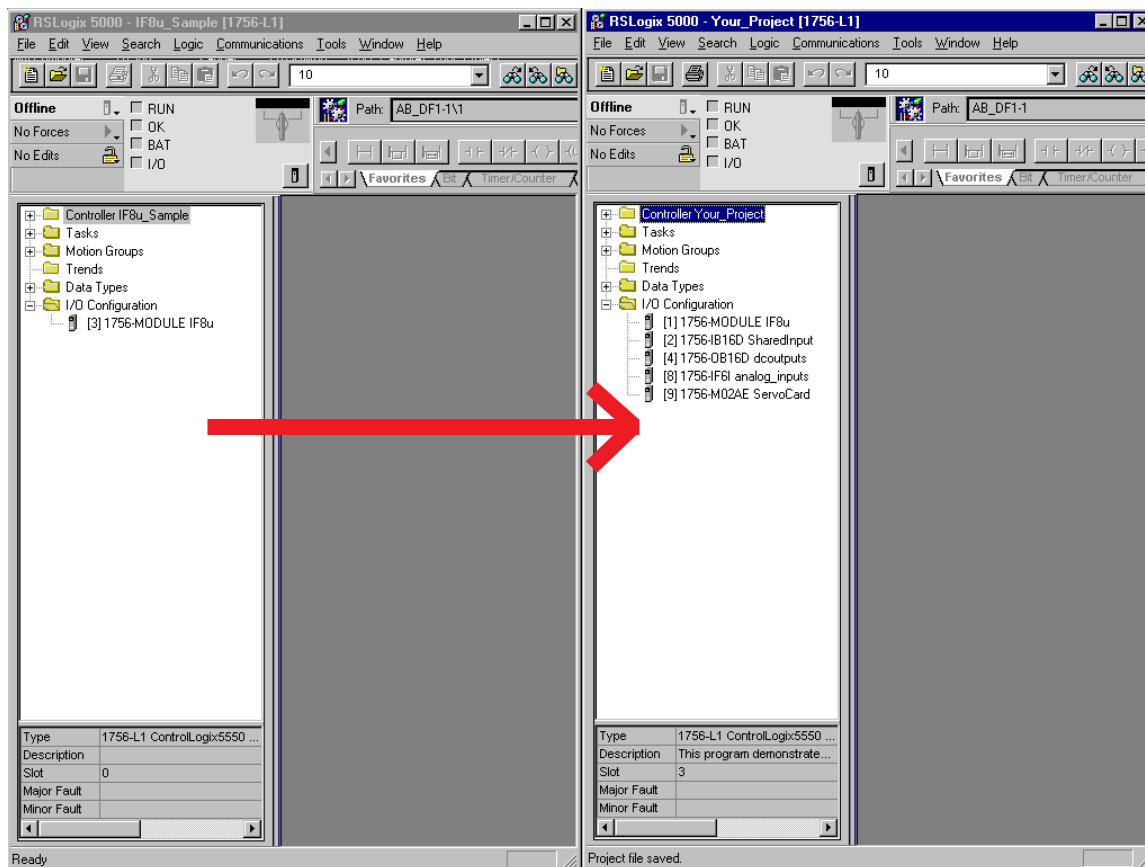 RSLogix 5000 - IF8u_Sample [1756-L1]
File Edit View Search Logic Communications Tools Window Help
10
Offline
RUN
Path: AB_DF1-1\1
No Forces
OK
BAT
No Edits
I/O
Favorites Bit Timer/Counter
Controller IF8u_Sample
Tasks
Motion Groups
Trends
Data Types
I/O Configuration
[3] 1756-MODULE IF8u
Type 1756-L1 ControlLogix5550 ...
Description
Slot 0
Major Fault
Minor Fault
Ready
RSLogix 5000 - Your_Project [1756-L1]
File Edit View Search Logic Communications Tools Window Help
10
Offline
RUN
Path: AB_DF1-1
No Forces
OK
BAT
No Edits
I/O
Favorites Bit Timer/Counter
Controller Your_Project
Tasks
Motion Groups
Trends
Data Types
I/O Configuration
[1] 1756-MODULE IF8u
[2] 1756-IB16D SharedInput
[4] 1756-OB16D dcoutputs
[8] 1756-IF6I analog_inputs
[9] 1756-M02AE ServoCard
Type 1756-L1 ControlLogix5550 ...
Description This program demonstrate...
Slot 3
Major Fault
Minor Fault
Project file saved.